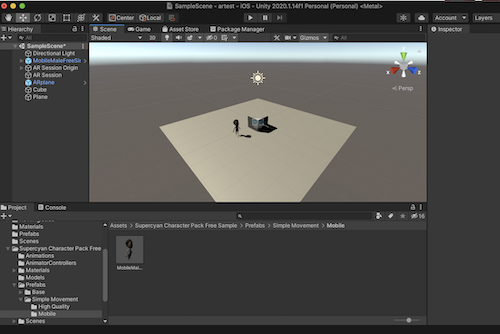 SampleScene - artest - iOS - Unity 2020.1.14f1 Personal (Personal) <Metal>
Center Local Account Layers
Hierarchy Scene Game Asset Store Package Manager Inspector
All Shaded 2D Gizmos All
SampleScene*
Directional Light
MobileMaleFreeSim
AR Session Origin
AR Session
ARplane
Cube
Plane
y
x z
Persp
Project Console
16
Assets > Supercyan Character Pack Free Sample > Prefabs > Simple Movement > Mobile
Materials
Prefabs
Scenes
Supercyan Character Pack Free
Animations
AnimatorControllers
Materials
Models
Prefabs
Base
Simple Movement
High Quality
Mobile
Scenes
MobileMal...